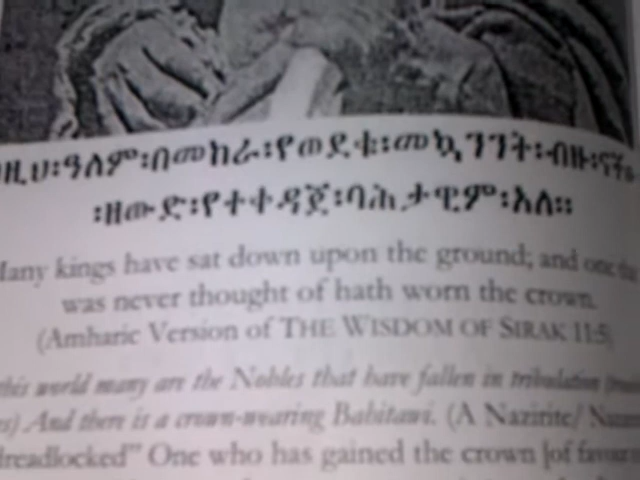 ዚህ፡ዓለም፡በመከራ፡የወደቁ፡መኳንንት፡ብዙ፡ናቸ
፡ዘውድ፡የተቀዳጀ፡ባሕታዊም፡አለ።
Many kings have sat down upon the ground; and one
was never thought of hath worn the crown.
(Amharic Version of THE WISDOM OF SIRAK 11:5)
this world many are the Nobles that have fallen in tribulation
And there is a crown-wearing Bahitawi. (A Nazirite/
dreadlocked" One who has gained the crown [of favour